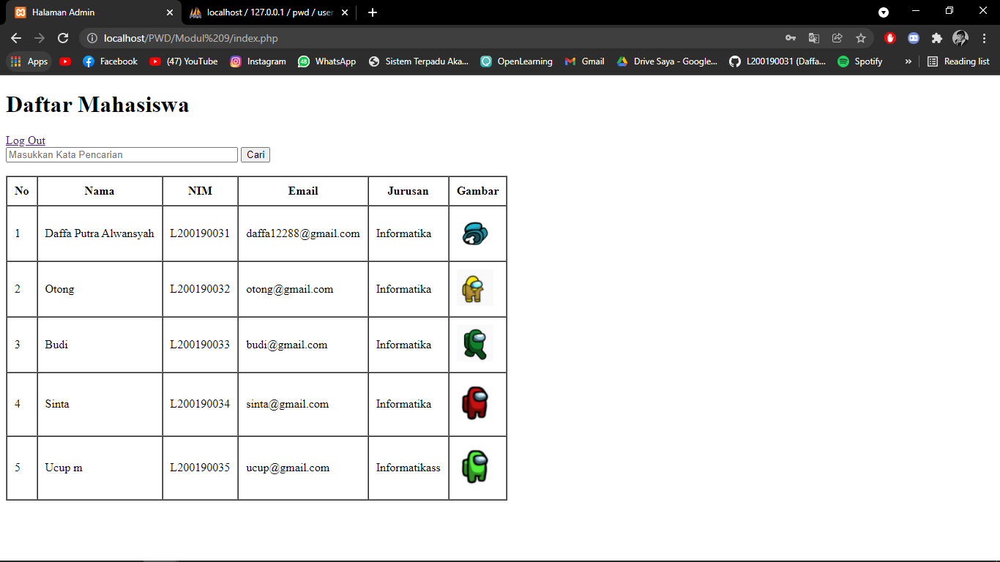 Halaman Admin
localhost / 127.0.0.1 / pwd / user
localhost/PWD/Modul%209/index.php
Apps Facebook (47) YouTube Instagram 48 WhatsApp Sistem Terpadu Aka... OpenLearning Gmail Drive Saya - Google... L200190031 (Daffa... Spotify » Reading list
Daftar Mahasiswa
Log Out
Masukkan Kata Pencarian Cari
No Nama NIM Email Jurusan Gambar
1 Daffa Putra Alwansyah L200190031 daffa12288@gmail.com Informatika
2 Otong L200190032 otong@gmail.com Informatika
3 Budi L200190033 budi@gmail.com Informatika
4 Sinta L200190034 sinta@gmail.com Informatika
5 Ucup m L200190035 ucup@gmail.com Informatikass